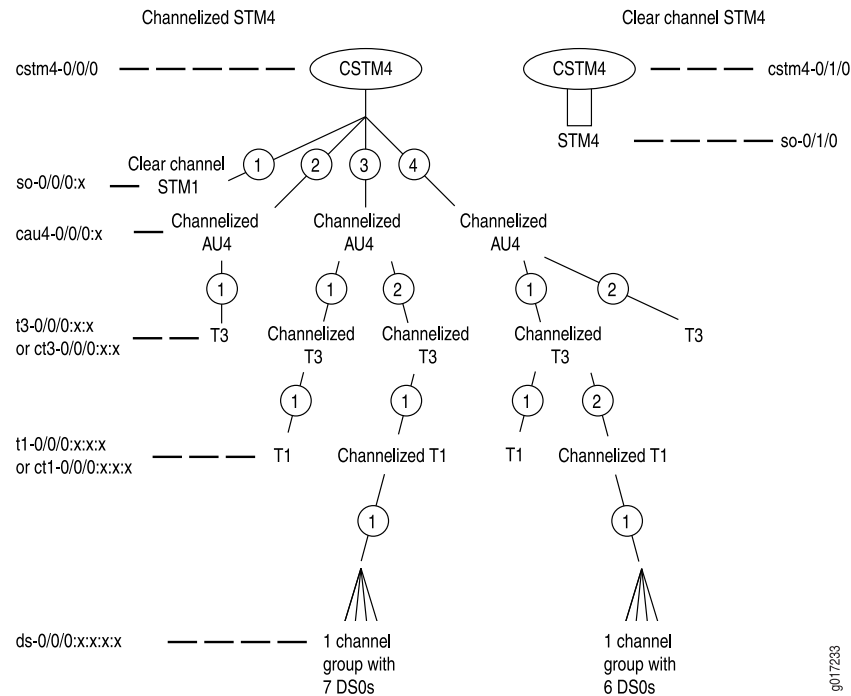 Channelized STM4
Clear channel STM4
cstm4-0/0/0
CSTM4
CSTM4
cstm4-0/1/0
STM4
so-0/1/0
Clear channel
STM1
1
2
3
4
so-0/0/0:x
cau4-0/0/0:x
Channelized
AU4
Channelized
AU4
Channelized
AU4
1
1
2
1
2
t3-0/0/0:x:x
or ct3-0/0/0:x:x
T3
Channelized
T3
Channelized
T3
Channelized
T3
T3
1
1
1
2
t1-0/0/0:x:x:x
or ct1-0/0/0:x:x:x
T1
Channelized T1
T1
Channelized T1
1
1
ds-0/0/0:x:x:x:x
1 channel
group with
7 DS0s
1 channel
group with
6 DS0s
g017233